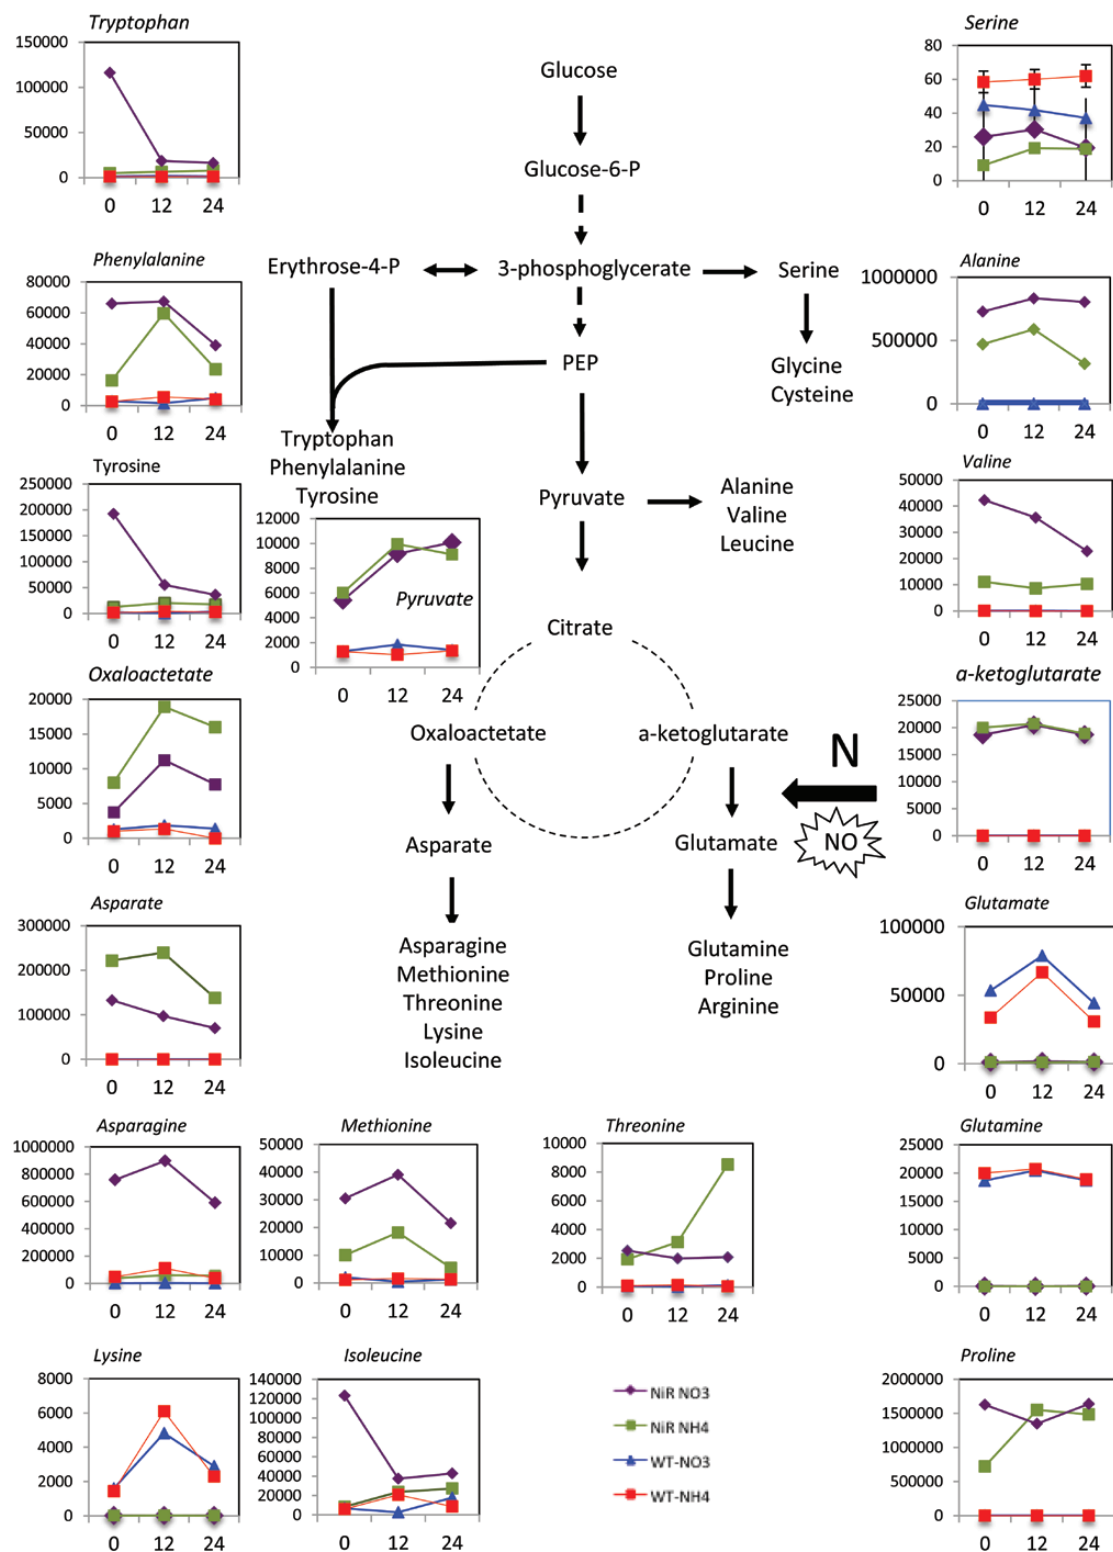 Tryptophan
150000
100000
50000
0
0 12 24
Phenylalanine
80000
60000
40000
20000
0
0 12 24
Tyrosine
250000
200000
150000
100000
50000
0
0 12 24
Oxaloactetate
20000
15000
10000
5000
0
0 12 24
Asparate
300000
200000
100000
0
0 12 24
Asparagine
1000000
800000
600000
400000
200000
0
0 12 24
Lysine
8000
6000
4000
2000
0
0 12 24
Glucose
Glucose-6-P
Erythrose-4-P
3-phosphoglycerate
Serine
PEP
Glycine
Cysteine
Tryptophan
Phenylalanine
Tyrosine
Pyruvate
Alanine
Valine
Leucine
12000
10000
8000
6000
4000
2000
0
Pyruvate
0 12 24
Citrate
Oxaloactetate
a-ketoglutarate
N
NO
Asparate
Glutamate
Asparagine
Methionine
Threonine
Lysine
Isoleucine
Glutamine
Proline
Arginine
Methionine
50000
40000
30000
20000
10000
0
0 12 24
Threonine
10000
8000
6000
4000
2000
0
0 12 24
Isoleucine
140000
120000
100000
80000
60000
40000
20000
0
0 12 24
NiR NO3
NiR NH4
WT-NO3
WT-NH4
Serine
80
60
40
20
0
0 12 24
Alanine
1000000
500000
0
0 12 24
Valine
50000
40000
30000
20000
10000
0
0 12 24
a-ketoglutarate
25000
20000
15000
10000
5000
0
0 12 24
Glutamate
100000
50000
0
0 12 24
Glutamine
25000
20000
15000
10000
5000
0
0 12 24
Proline
2000000
1500000
1000000
500000
0
0 12 24